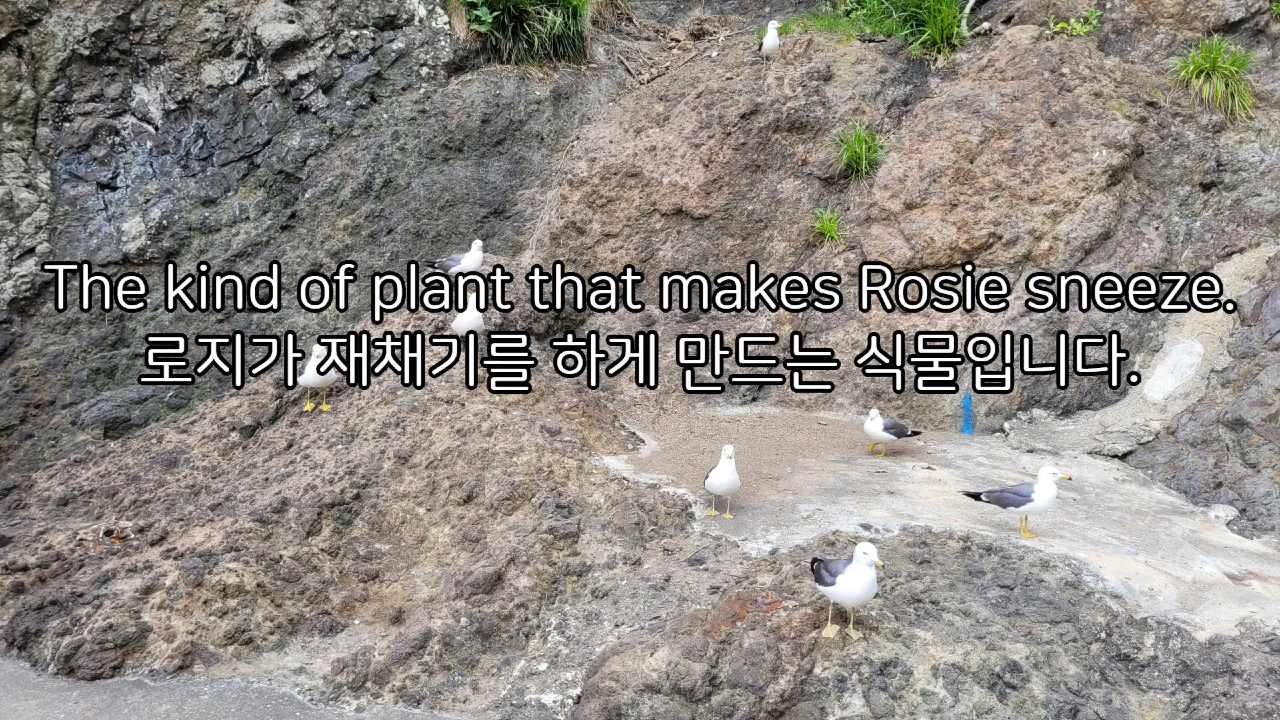 The kind of plant that makes Rosie sneeze.
로지가 재채기를 하게 만드는 식물입니다.